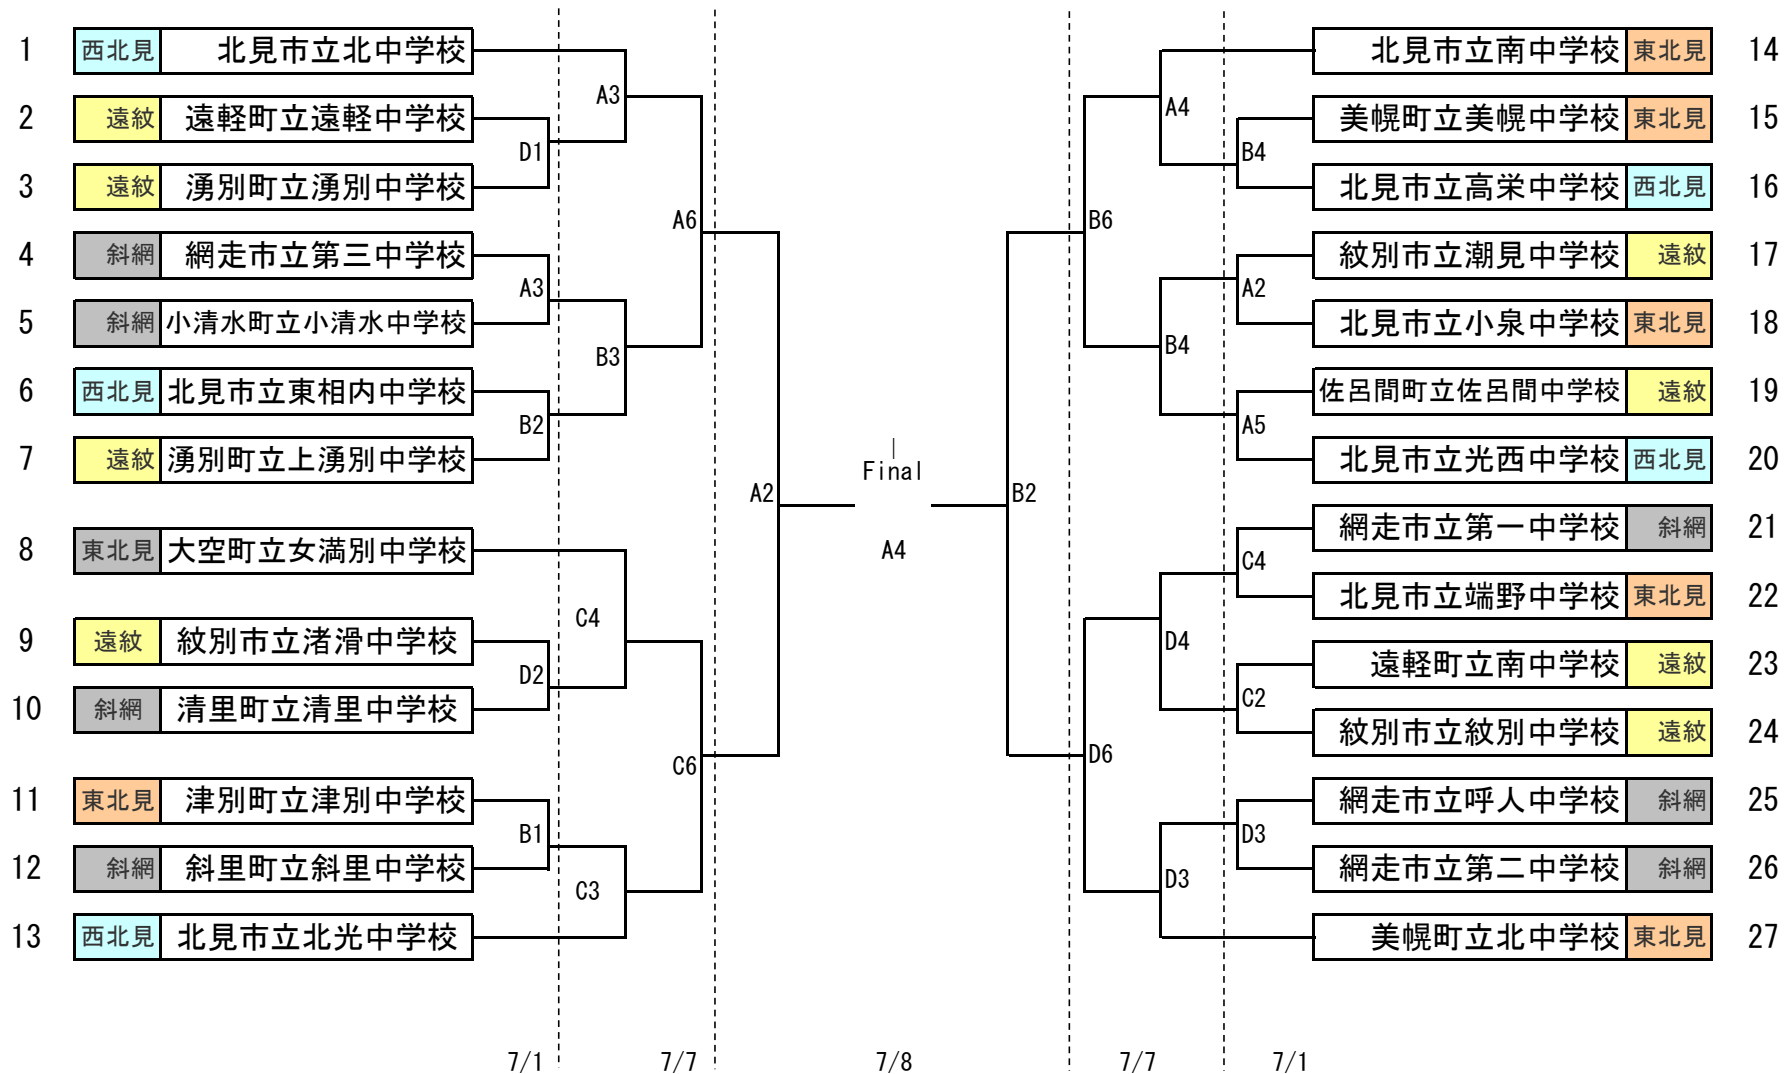 1 西北見 北見市立北中学校
2 遠紋 遠軽町立遠軽中学校
3 遠紋 湧別町立湧別中学校
4 斜網 網走市立第三中学校
5 斜網 小清水町立小清水中学校
6 西北見 北見市立東相内中学校
7 遠紋 湧別町立上湧別中学校
8 東北見 大空町立女満別中学校
9 遠紋 紋別市立渚滑中学校
10 斜網 清里町立清里中学校
11 東北見 津別町立津別中学校
12 斜網 斜里町立斜里中学校
13 西北見 北見市立北光中学校
D1
A3
B2
D2
B1
A3
B3
C4
C3
A6
C6
A2
|
Final
A4
B2
B6
D6
A4
B4
D4
D3
B4
A2
A5
C4
C2
D3
北見市立南中学校 東北見 14
美幌町立美幌中学校 東北見 15
北見市立高栄中学校 西北見 16
紋別市立潮見中学校 遠紋 17
北見市立小泉中学校 東北見 18
佐呂間町立佐呂間中学校 遠紋 19
北見市立光西中学校 西北見 20
網走市立第一中学校 斜網 21
北見市立端野中学校 東北見 22
遠軽町立南中学校 遠紋 23
紋別市立紋別中学校 遠紋 24
網走市立呼人中学校 斜網 25
網走市立第二中学校 斜網 26
美幌町立北中学校 東北見 27
7/1 7/7 7/8 7/7 7/1